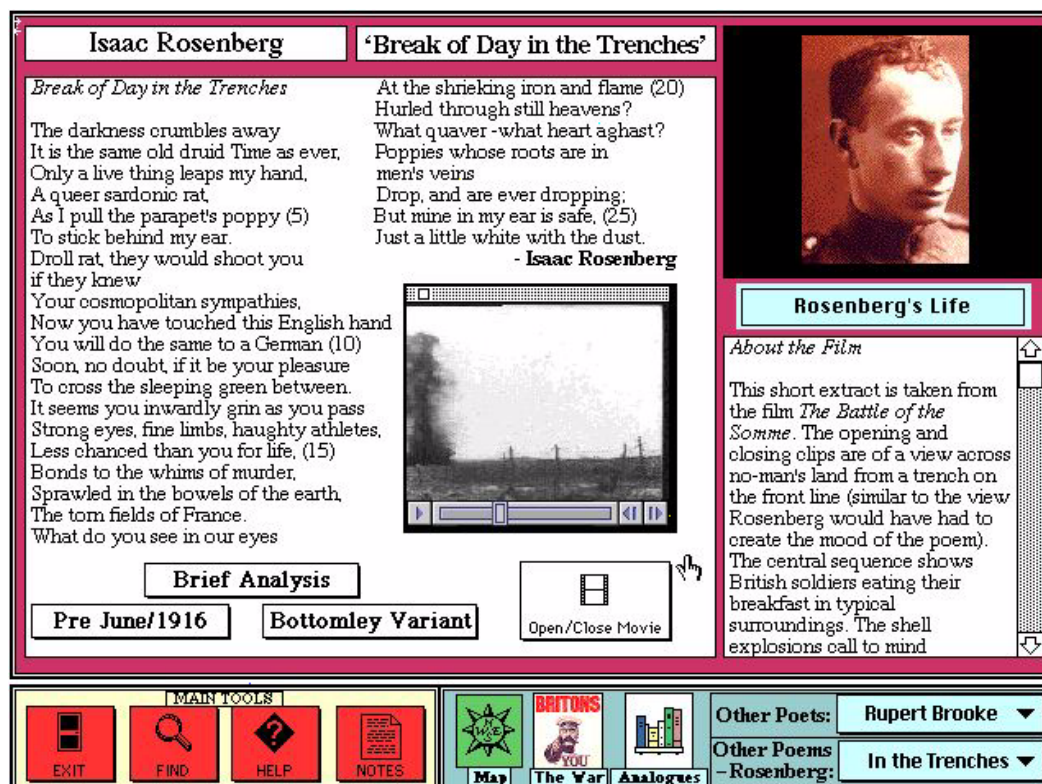 Isaac Rosenberg
'Break of Day in the Trenches'
Break of Day in the Trenches
The darkness crumbles away
It is the same old druid Time as ever,
Only a live thing leaps my hand,
A queer sardonic rat,
As I pull the parapet's poppy (5)
To stick behind my ear.
Droll rat, they would shoot you
if they knew
Your cosmopolitan sympathies,
Now you have touched this English hand
You will do the same to a German (10)
Soon, no doubt, if it be your pleasure
To cross the sleeping green between.
It seems you inwardly grin as you pass
Strong eyes, fine limbs, haughty athletes,
Less chanced than you for life, (15)
Bonds to the whims of murder,
Sprawled in the bowels of the earth,
The torn fields of France.
What do you see in our eyes
At the shrieking iron and flame (20)
Hurled through still heavens?
What quaver -what heart aghast?
Poppies whose roots are in
men's veins
Drop, and are ever dropping;
But mine in my ear is safe, (25)
Just a little white with the dust.
- Isaac Rosenberg
Brief Analysis
Pre June/1916
Bottomley Variant
Open/Close Movie
Rosenberg's Life
About the Film
This short extract is taken from
the film The Battle of the
Somme. The opening and
closing clips are of a view across
no-man's land from a trench on
the front line (similar to the view
Rosenberg would have had to
create the mood of the poem).
The central sequence shows
British soldiers eating their
breakfast in typical
surroundings. The shell
explosions call to mind
MAIN TOOLS
EXIT
FIND
HELP
NOTES
N
W
E
S
Map
BRITONS
YOU
The War
Analogues
Other Poets:
Rupert Brooke
Other Poems
-Rosenberg:
In the Trenches